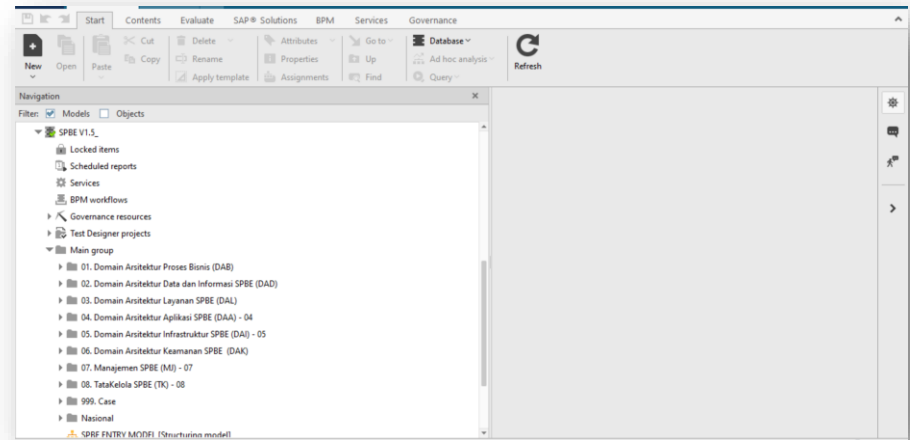 Start Contents Evaluate SAP® Solutions BPM Services Governance
New
Open
Paste
Cut
Copy
Delete
Rename
Apply template
Attributes
Properties
Assignments
Go to
Up
Find
Database
Ad hoc analysis
Query
Refresh
Navigation
Filter: Models Objects
SPBE V1.5_
Locked items
Scheduled reports
Services
BPM workflows
Governance resources
Test Designer projects
Main group
01. Domain Arsitektur Proses Bisnis (DAB)
02. Domain Arsitektur Data dan Informasi SPBE (DAD)
03. Domain Arsitektur Layanan SPBE (DAL)
04. Domain Arsitektur Aplikasi SPBE (DAA) - 04
05. Domain Arsitektur Infrastruktur SPBE (DAI) - 05
06. Domain Arsitektur Keamanan SPBE (DAK)
07. Manajemen SPBE (MJ) - 07
08. TataKelola SPBE (TK) - 08
999. Case
Nasional
SPBE ENTRY MODEL [Structuring model]